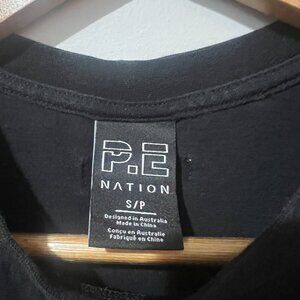 P.E
NATION
S/P
Designed in Australia
Made in China
Conçu en Australie
Fabriqué en Chine